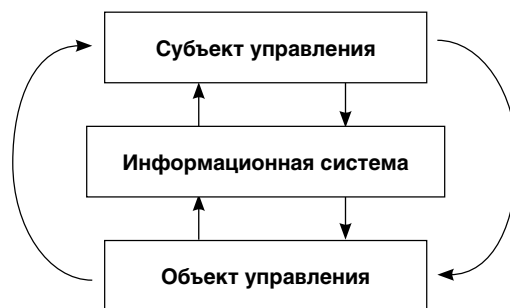 Субъект управления
Информационная система
Объект управления